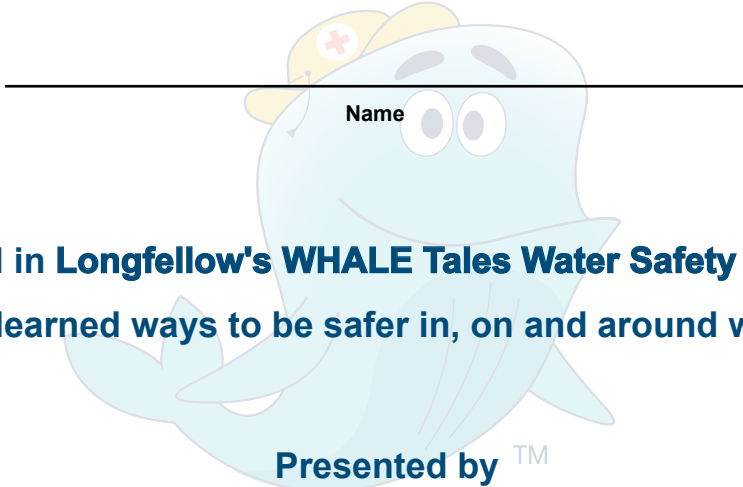 Name
in Longfellow's WHALE Tales Water Safety
learned ways to be safer in, on and around
Presented by TM